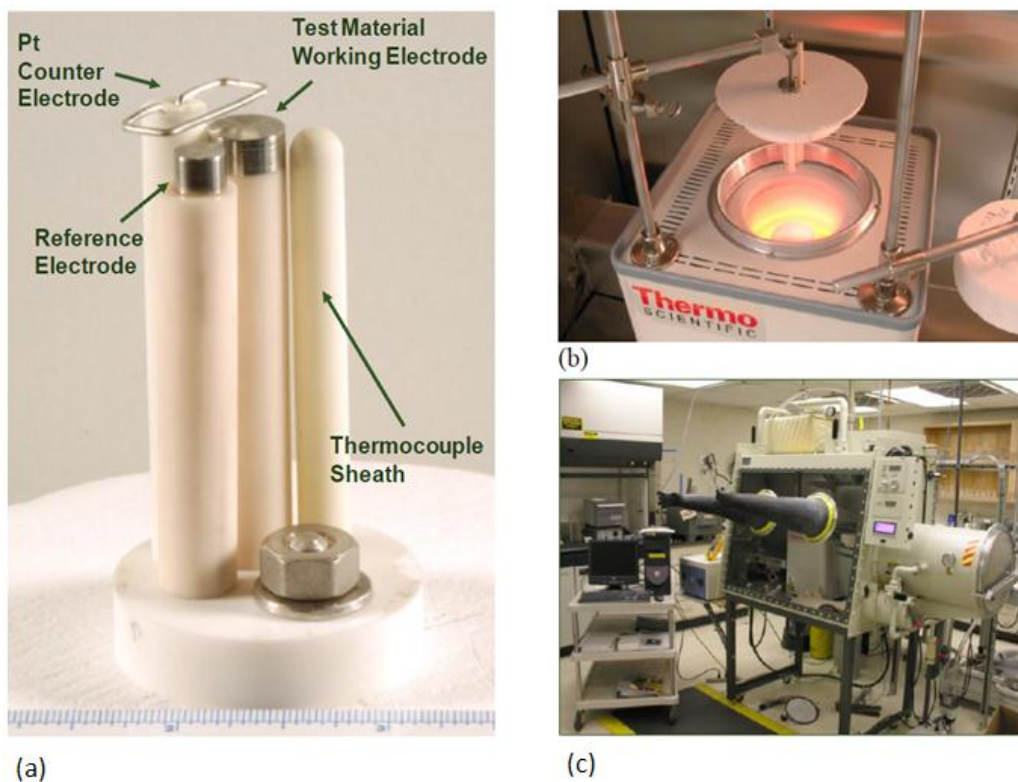 Pt
Counter
Electrode
Test Material
Working Electrode
Reference
Electrode
Thermocouple
Sheath
(a)
Thermo
SCIENTIFIC
(b)
(c)